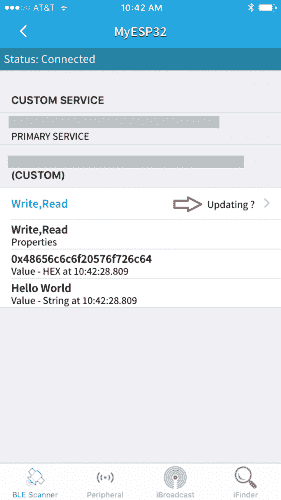 AT&T 10:42 AM
MyESP32
Status: Connected
CUSTOM SERVICE
PRIMARY SERVICE
(CUSTOM)
Write,Read Updating ?
Write,Read
Properties
0x48656c6c6f20576f726c64
Value - HEX at 10:42:28.809
Hello World
Value - String at 10:42:28.809
BLE Scanner Peripheral iBroadcast iFinder